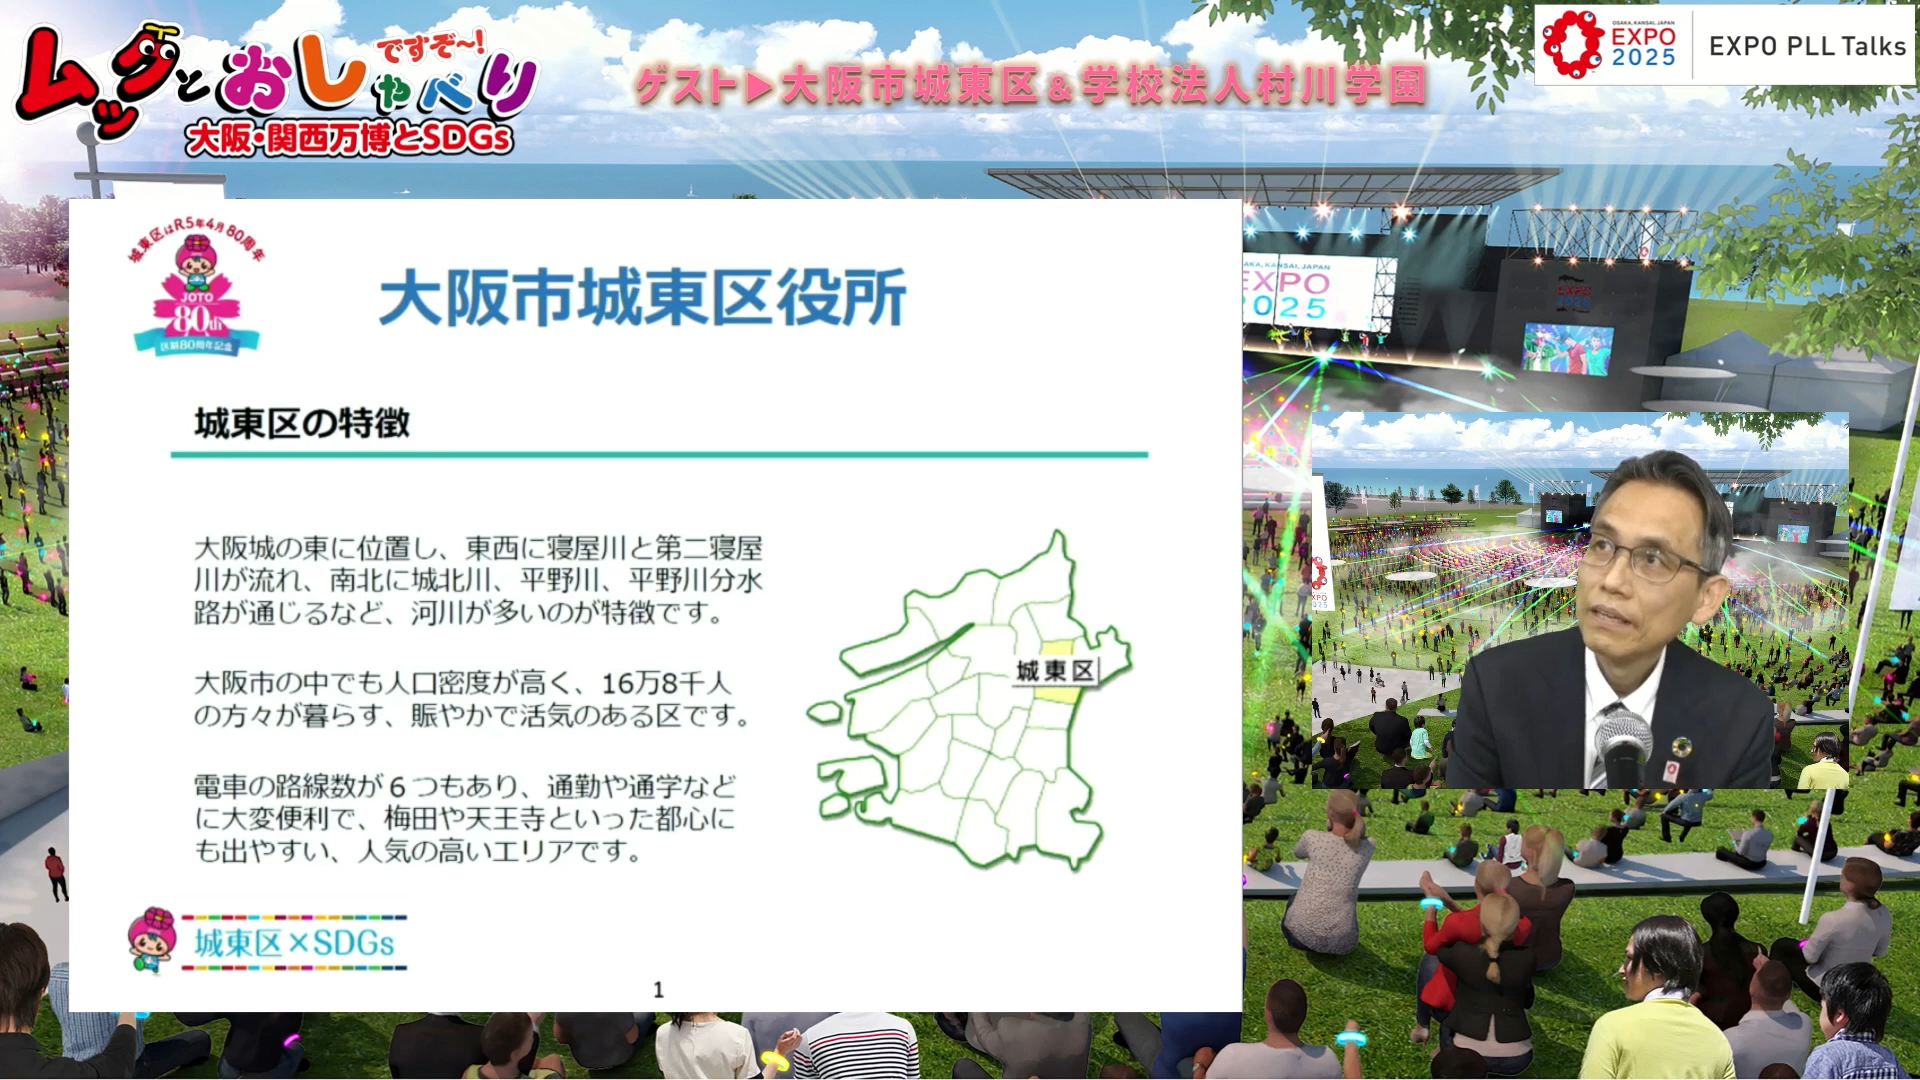 ムックとおしゃべりですぞ~!
大阪・関西万博とSDGs
ゲスト▶大阪市城東区&学校法人村川学園
OSAKA, KANSAI, JAPAN
EXPO
2025
EXPO PLL Talks
城東区はR5年4月80周年
JOTO
80th
区制80周年記念
大阪市城東区役所
城東区の特徴
大阪城の東に位置し、東西に寝屋川と第二寝屋
川が流れ、南北に城北川、平野川、平野川分水
路が通じるなど、河川が多いのが特徴です。
大阪市の中でも人口密度が高く、16万8千人
の方々が暮らす、賑やかで活気のある区です。
電車の路線数が6つもあり、通勤や通学など
に大変便利で、梅田や天王寺といった都心に
も出やすい、人気の高いエリアです。
城東区
城東区×SDGs
1
AKA, KANSAI, JAPAN
EXPO
2025